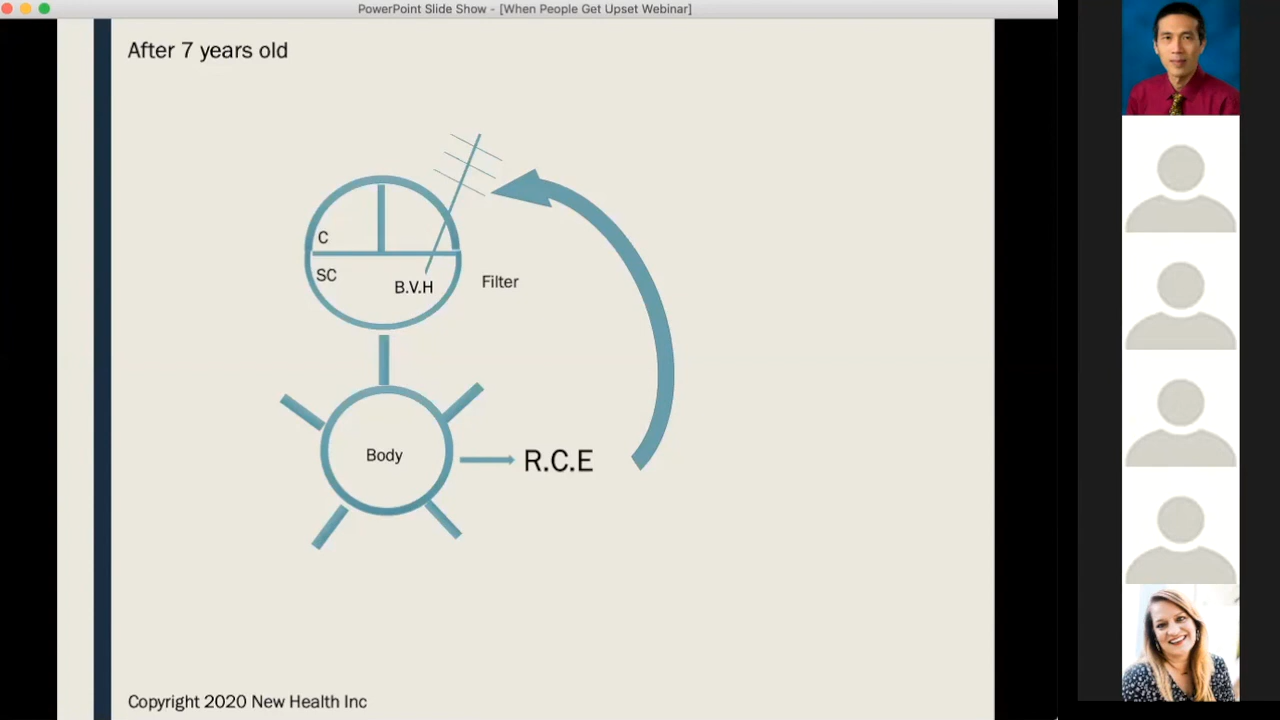 PowerPoint Slide Show - [When People Get Upset Webinar]
After 7 years old
C
SC
B.V.H
Filter
Body
R.C.E
Copyright 2020 New Health Inc